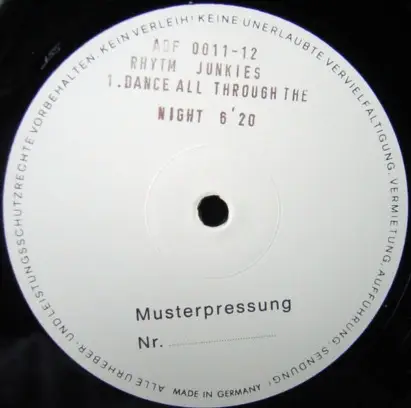 ADF 0011-12
RHYTM JUNKIES
1.DANCE ALL THROUGH THE
NIGHT 6'20
Musterpressung
Nr.
MADE IN GERMANY
ALLE URHEBER- UND LEISTUNGSSCHUTZRECHTE VORBEHALTEN. KEIN VERLEIH! KEINE UNERLAUBTE VERVIELFÄLTIGUNG, VERMIETUNG, AUFFÜHRUNG, SENDUNG!